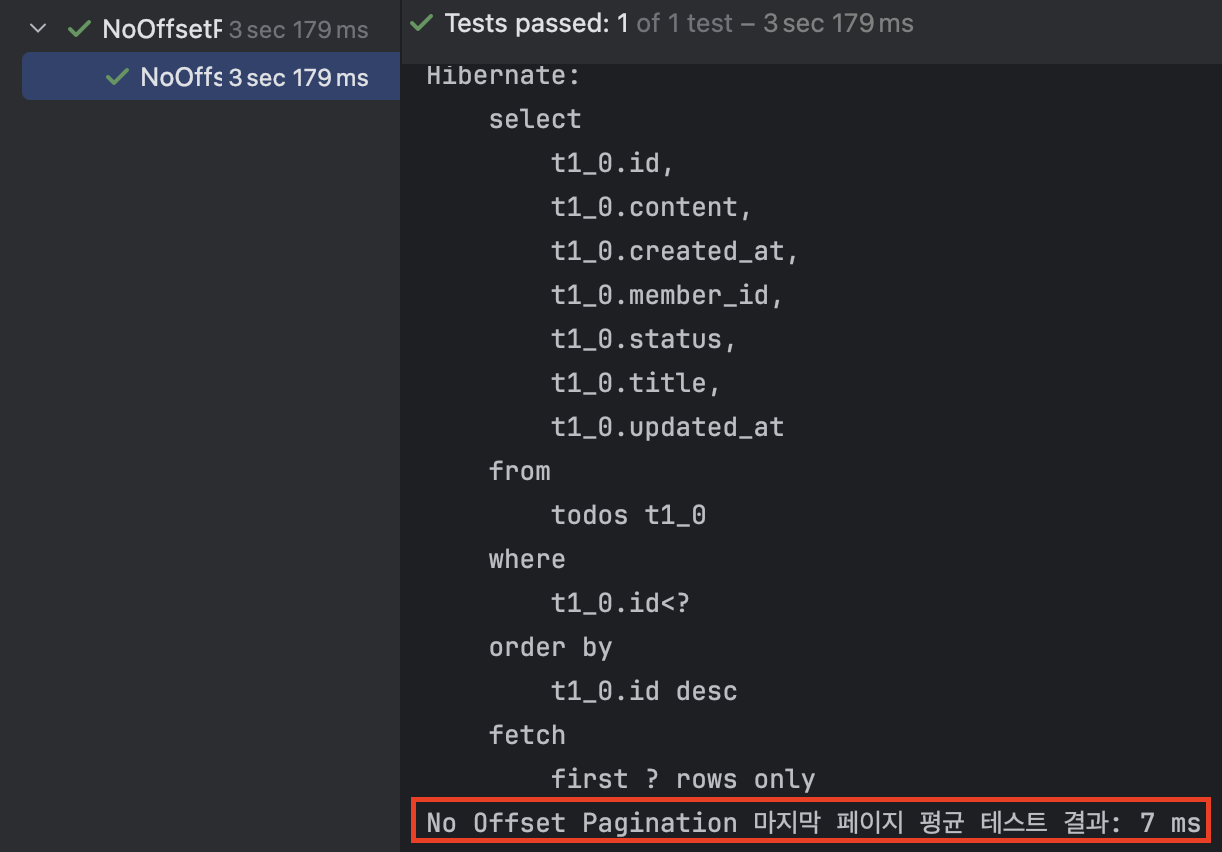 NoOffsetP 3 sec 179 ms
NoOffs 3 sec 179 ms
Tests passed: 1 of 1 test – 3 sec 179 ms
Hibernate:
select
t1_0.id,
t1_0.content,
t1_0.created_at,
t1_0.member_id,
t1_0.status,
t1_0.title,
t1_0.updated_at
from
todos t1_0
where
t1_0.id<?
order by
t1_0.id desc
fetch
first ? rows only
No Offset Pagination 마지막 페이지 평균 테스트 결과: 7 ms